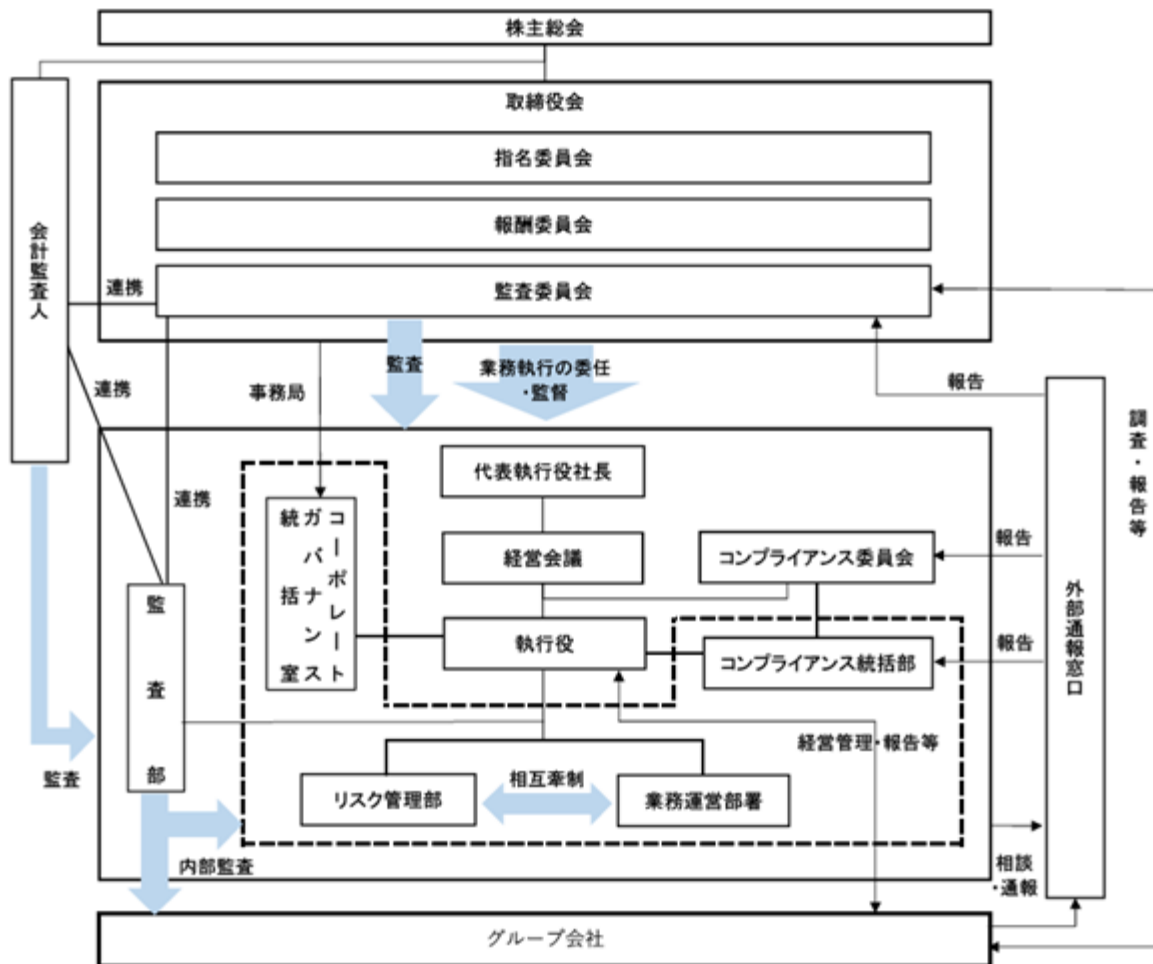 株主総会
取締役会
指名委員会
報酬委員会
監査委員会
会計監査人
連携
連携
連携
監査
業務執行の委任
・監督
事務局
報告
調査・報告等
代表執行役社長
コーポレート
ガバナンス
統括室
経営会議
コンプライアンス委員会
報告
執行役
コンプライアンス統括部
報告
外部通報窓口
監査部
経営管理・報告等
監査
リスク管理部
相互牽制
業務運営部署
内部監査
相談
・通報
グループ会社